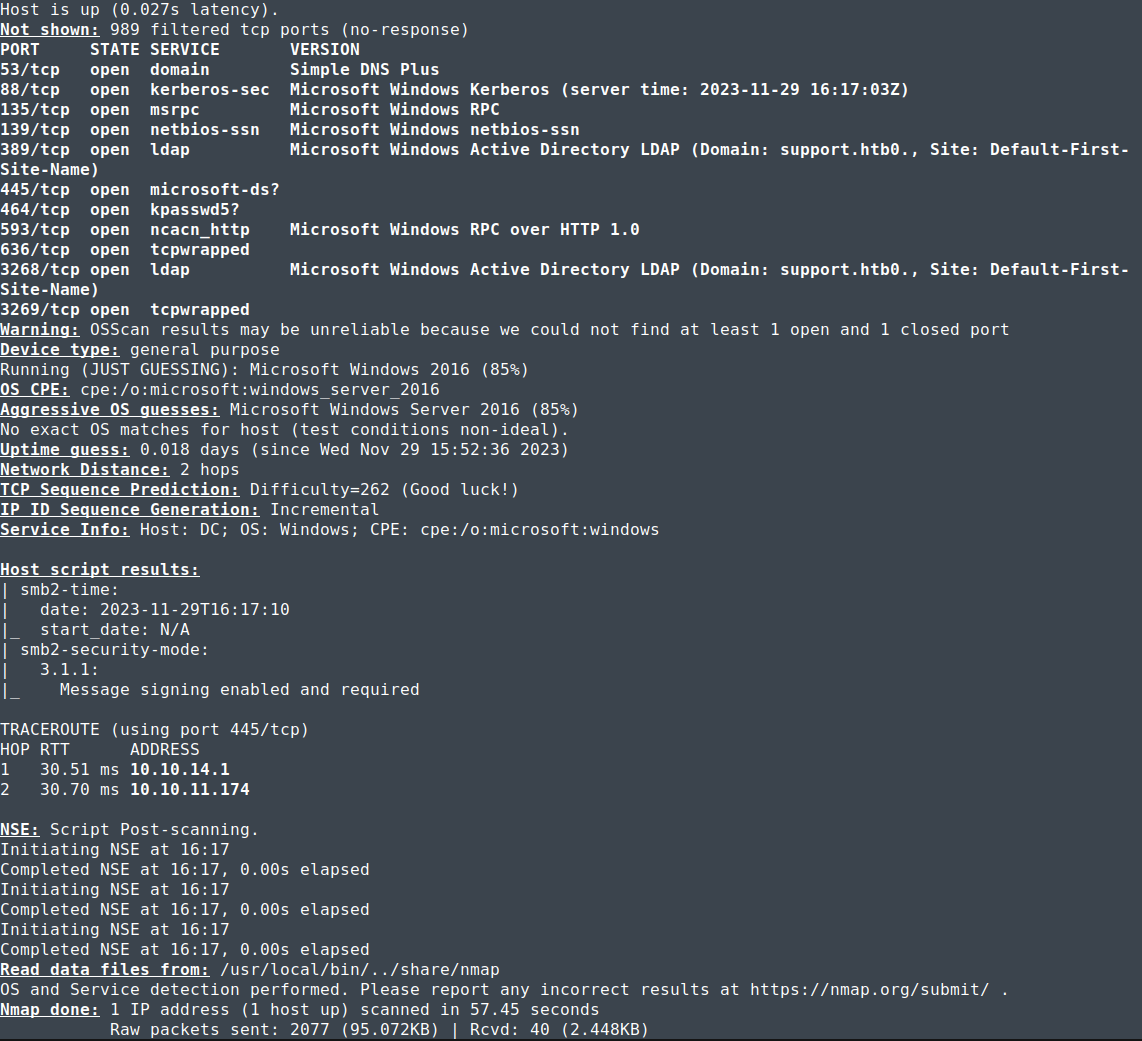 Host is up (0.027s latency).
Not shown: 989 filtered tcp ports (no-response)
PORT     STATE SERVICE       VERSION
53/tcp   open  domain        Simple DNS Plus
88/tcp   open  kerberos-sec  Microsoft Windows Kerberos (server time: 2023-11-29 16:17:03Z)
135/tcp  open  msrpc         Microsoft Windows RPC
139/tcp  open  netbios-ssn   Microsoft Windows netbios-ssn
389/tcp  open  ldap          Microsoft Windows Active Directory LDAP (Domain: support.htb0., Site: Default-First-
Site-Name)
445/tcp  open  microsoft-ds?
464/tcp  open  kpasswd5?
593/tcp  open  ncacn_http    Microsoft Windows RPC over HTTP 1.0
636/tcp  open  tcpwrapped
3268/tcp open  ldap          Microsoft Windows Active Directory LDAP (Domain: support.htb0., Site: Default-First-
Site-Name)
3269/tcp open  tcpwrapped
Warning: OSScan results may be unreliable because we could not find at least 1 open and 1 closed port
Device type: general purpose
Running (JUST GUESSING): Microsoft Windows 2016 (85%)
OS CPE: cpe:/o:microsoft:windows_server_2016
Aggressive OS guesses: Microsoft Windows Server 2016 (85%)
No exact OS matches for host (test conditions non-ideal).
Uptime guess: 0.018 days (since Wed Nov 29 15:52:36 2023)
Network Distance: 2 hops
TCP Sequence Prediction: Difficulty=262 (Good luck!)
IP ID Sequence Generation: Incremental
Service Info: Host: DC; OS: Windows; CPE: cpe:/o:microsoft:windows

Host script results:
| smb2-time:
|   date: 2023-11-29T16:17:10
|_  start_date: N/A
| smb2-security-mode:
|   3.1.1:
|_    Message signing enabled and required

TRACEROUTE (using port 445/tcp)
HOP RTT      ADDRESS
1   30.51 ms 10.10.14.1
2   30.70 ms 10.10.11.174

NSE: Script Post-scanning.
Initiating NSE at 16:17
Completed NSE at 16:17, 0.00s elapsed
Initiating NSE at 16:17
Completed NSE at 16:17, 0.00s elapsed
Initiating NSE at 16:17
Completed NSE at 16:17, 0.00s elapsed
Read data files from: /usr/local/bin/../share/nmap
OS and Service detection performed. Please report any incorrect results at https://nmap.org/submit/ .
Nmap done: 1 IP address (1 host up) scanned in 57.45 seconds
           Raw packets sent: 2077 (95.072KB) | Rcvd: 40 (2.448KB)